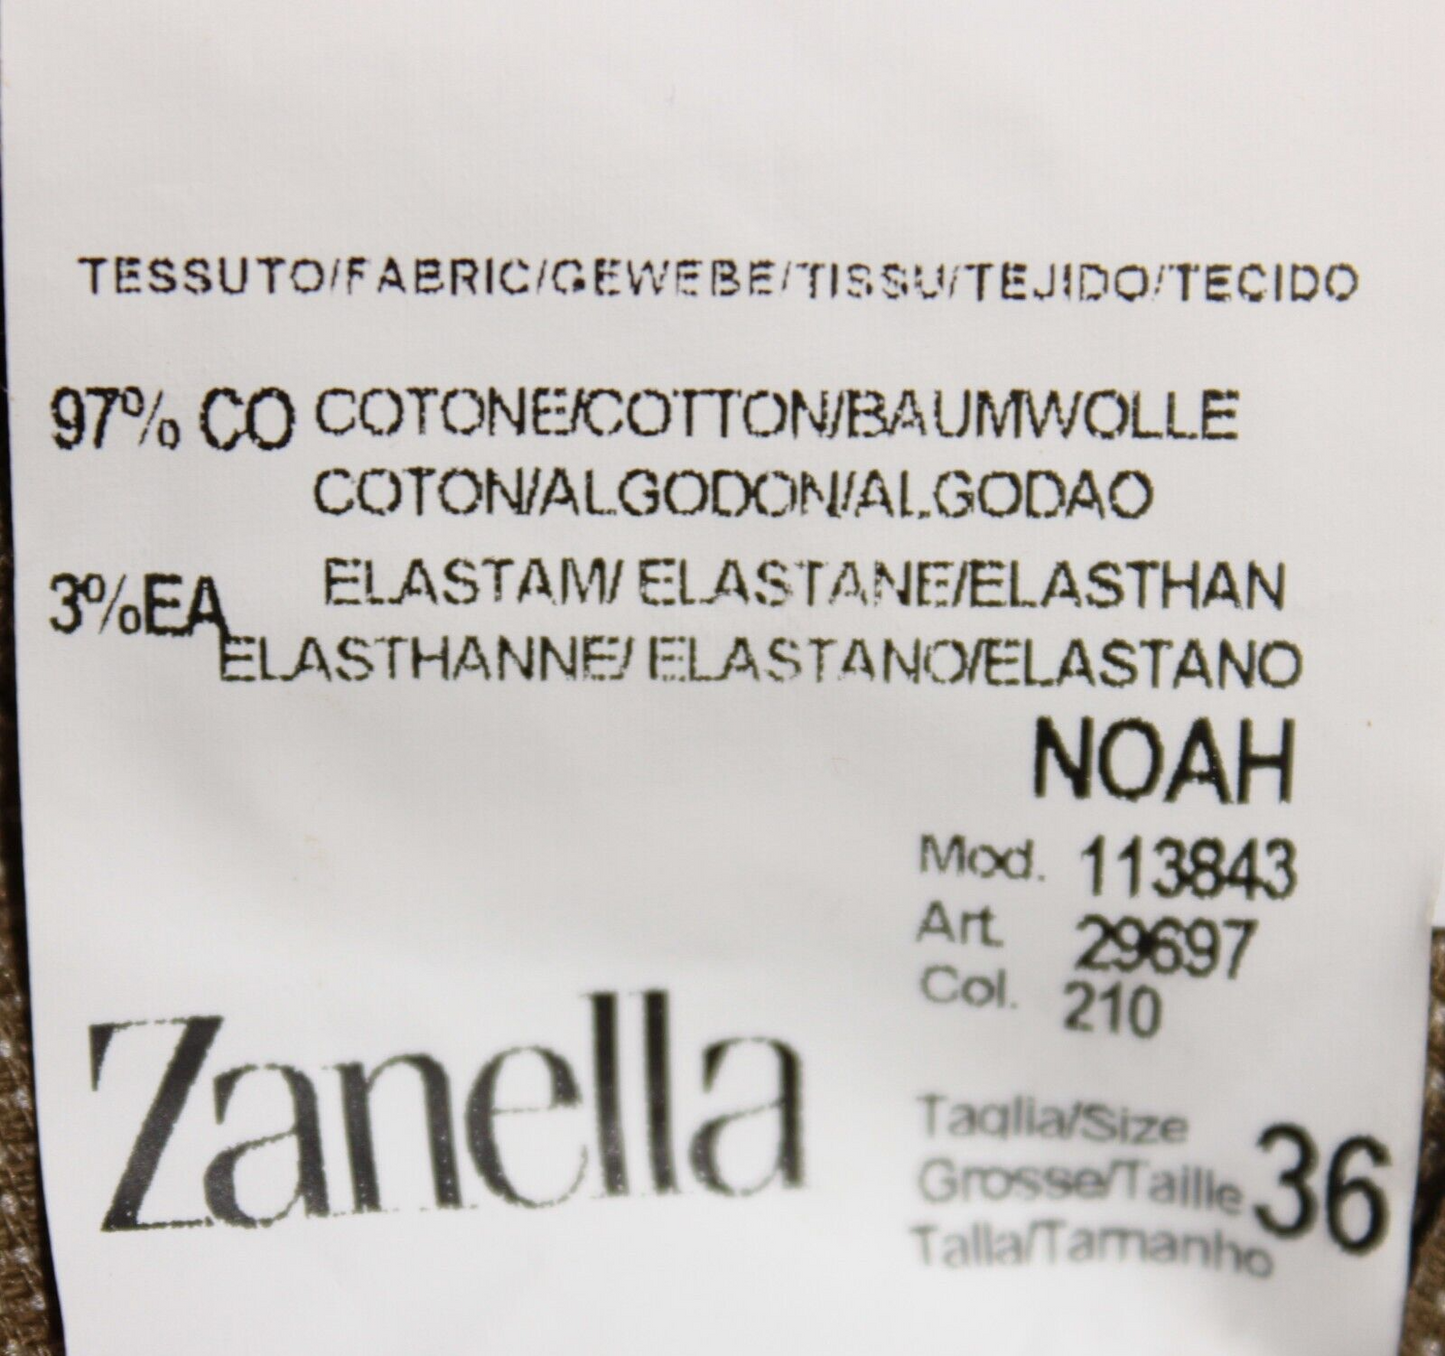 TESSUTO/FABRIC/GEWEBE/TISSU/TEJIDO/TECIDO
97% CO COTONE/COTTON/BAUMWOLLE
COTON/ALGODON/ALGODAO
3%EA ELASTAM/ ELASTANE/ELASTHAN
ELASTHANNE/ ELASTANO/ELASTANO
NOAH
Mod. 113843
Art. 29697
Col. 210
Zanella
Taglia/Size
Grosse/Taille 36
Talla/Tamanho